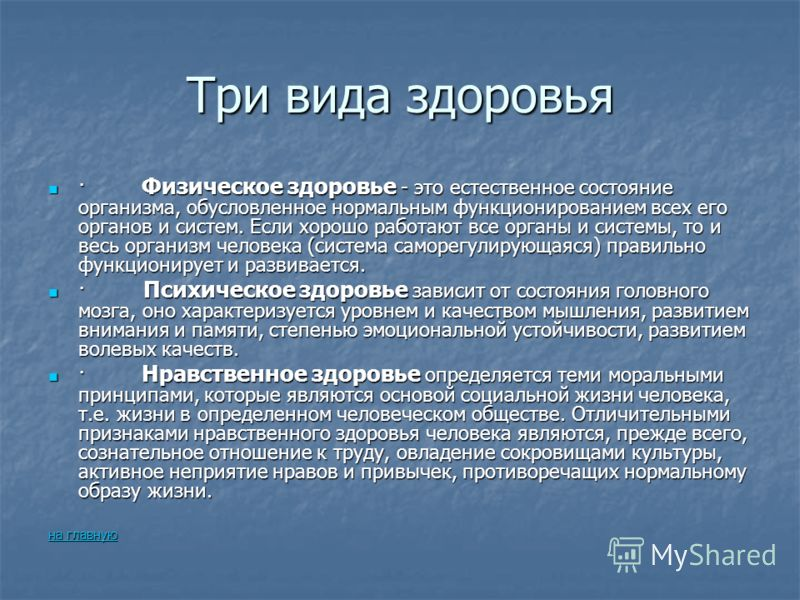 Три вида здоровья
· Физическое здоровье - это естественное состояние
организма, обусловленное нормальным функционированием всех его
органов и систем. Если хорошо работают все органы и системы, то и
весь организм человека (система саморегулирующаяся) правильно
функционирует и развивается.
· Психическое здоровье зависит от состояния головного
мозга, оно характеризуется уровнем и качеством мышления, развитием
внимания и памяти, степенью эмоциональной устойчивости, развитием
волевых качеств.
· Нравственное здоровье определяется теми моральными
принципами, которые являются основой социальной жизни человека,
т.е. жизни в определенном человеческом обществе. Отличительными
признаками нравственного здоровья человека являются, прежде всего,
сознательное отношение к труду, овладение сокровищами культуры,
активное неприятие нравов и привычек, противоречащих нормальному
образу жизни.
на главную
MyShared